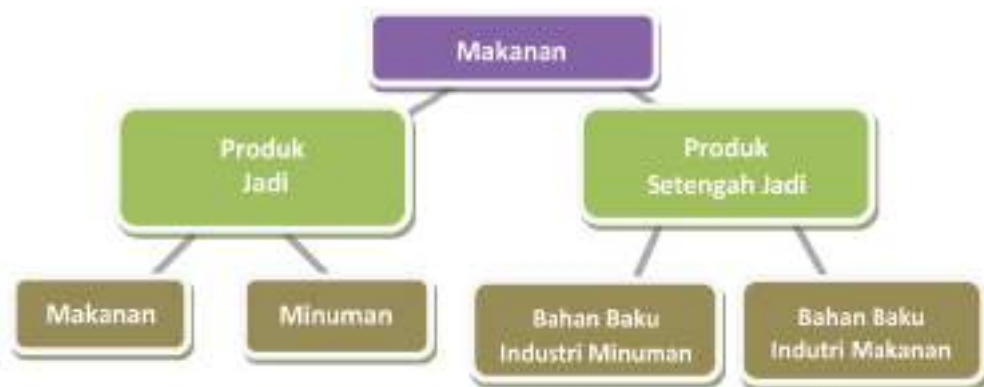 Makanan
Produk
Jadi
Produk
Setengah Jadi
Makanan
Minuman
Bahan Baku
Industri Minuman
Bahan Baku
Indutri Makanan